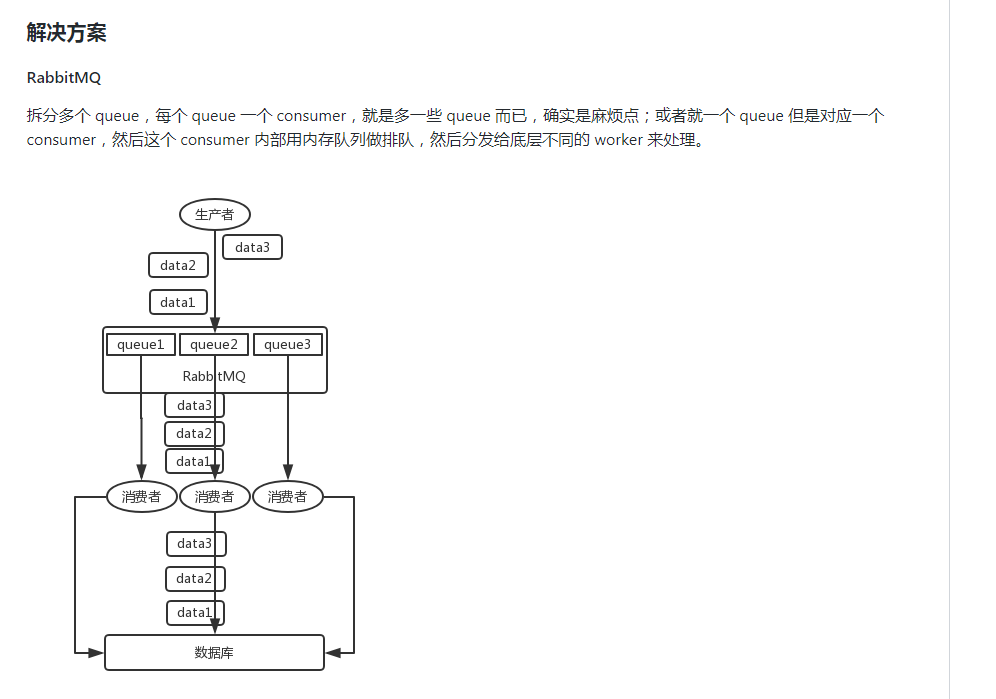 解决方案
RabbitMQ
拆分多个 queue，每个 queue 一个 consumer，就是多一些 queue 而已，确实是麻烦点；或者就一个 queue 但是对应一个
consumer，然后这个 consumer 内部用内存队列做排队，然后分发给底层不同的 worker 来处理。
生产者
data3
data2
data1
queue1 queue2 queue3
RabbitMQ
data3
data2
data1
消费者 消费者 消费者
data3
data2
data1
数据库